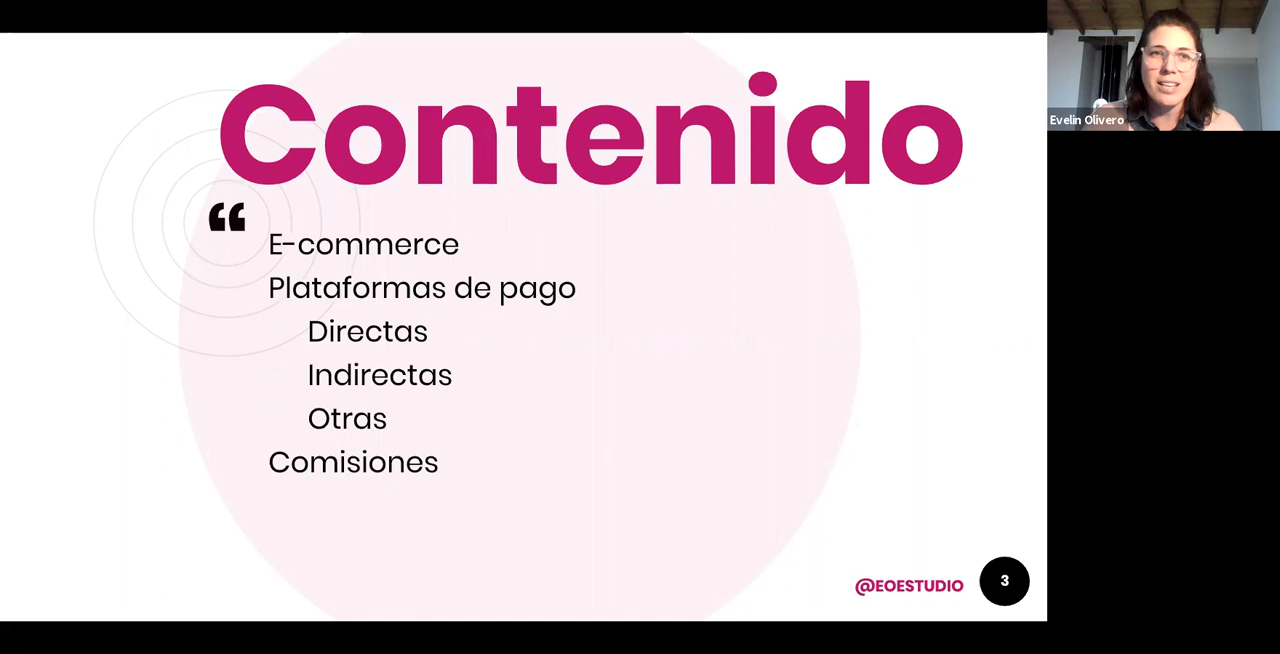 Contenido
“
E-commerce
Plataformas de pago
Directas
Indirectas
Otras
Comisiones
@EOESTUDIO
3
Evelin Olivero